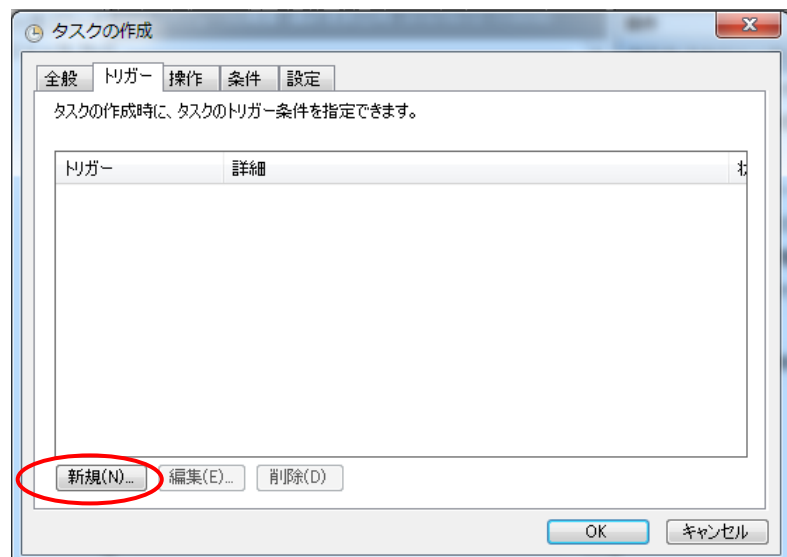 タスクの作成
全般 トリガー 操作 条件 設定
タスクの作成時に、タスクのトリガー条件を指定できます。
トリガー 詳細
新規(N)... 編集(E)... 削除(D)
OK キャンセル